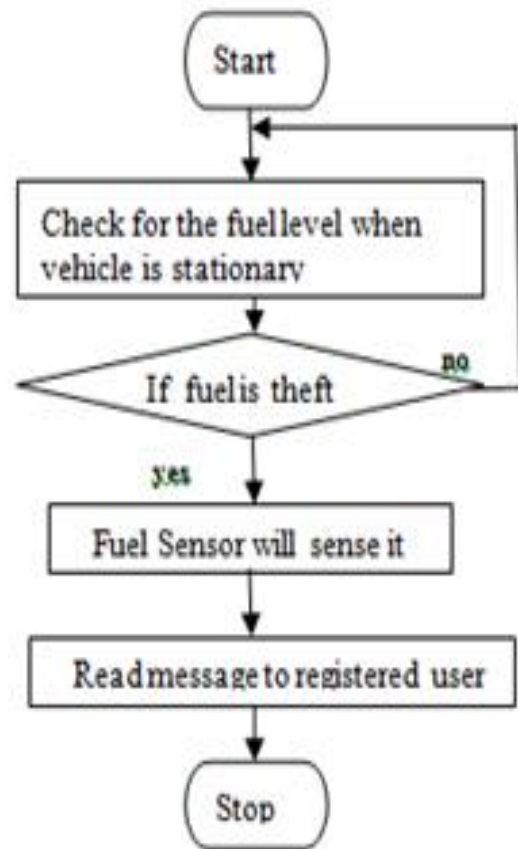 Start
Check for the fuel level when
vehicle is stationary
If fuel is theft
no
yes
Fuel Sensor will sense it
Read message to registered user
Stop